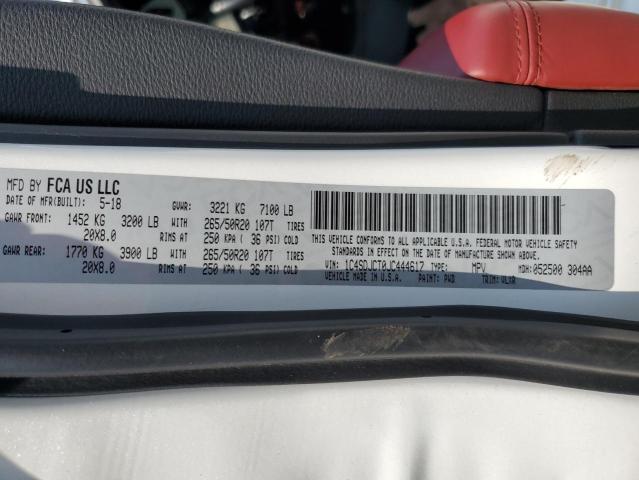 MFD BY FCA US LLC
DATE OF MFR(BUILT): 5-18 GVWR: 3221 KG 7100 LB
GAWR FRONT: 1452 KG 3200 LB WITH 265/50R20 107T TIRES
20X8.0 RIMS AT 250 KPA ( 36 PSI) COLD
GAWR REAR: 1770 KG 3900 LB WITH 265/50R20 107T TIRES
20X8.0 RIMS AT 250 KPA ( 36 PSI) COLD
THIS VEHICLE CONFORMS TO ALL APPLICABLE U.S.A. FEDERAL MOTOR VEHICLE SAFETY
STANDARDS IN EFFECT ON THE DATE OF MANUFACTURE SHOWN ABOVE.
VIN: 1C4SDJCT0JC444617 MPV MDH:052500 304AA
VEHICLE MADE IN U.S.A. PAINT: PW8 TRIM: VLXR